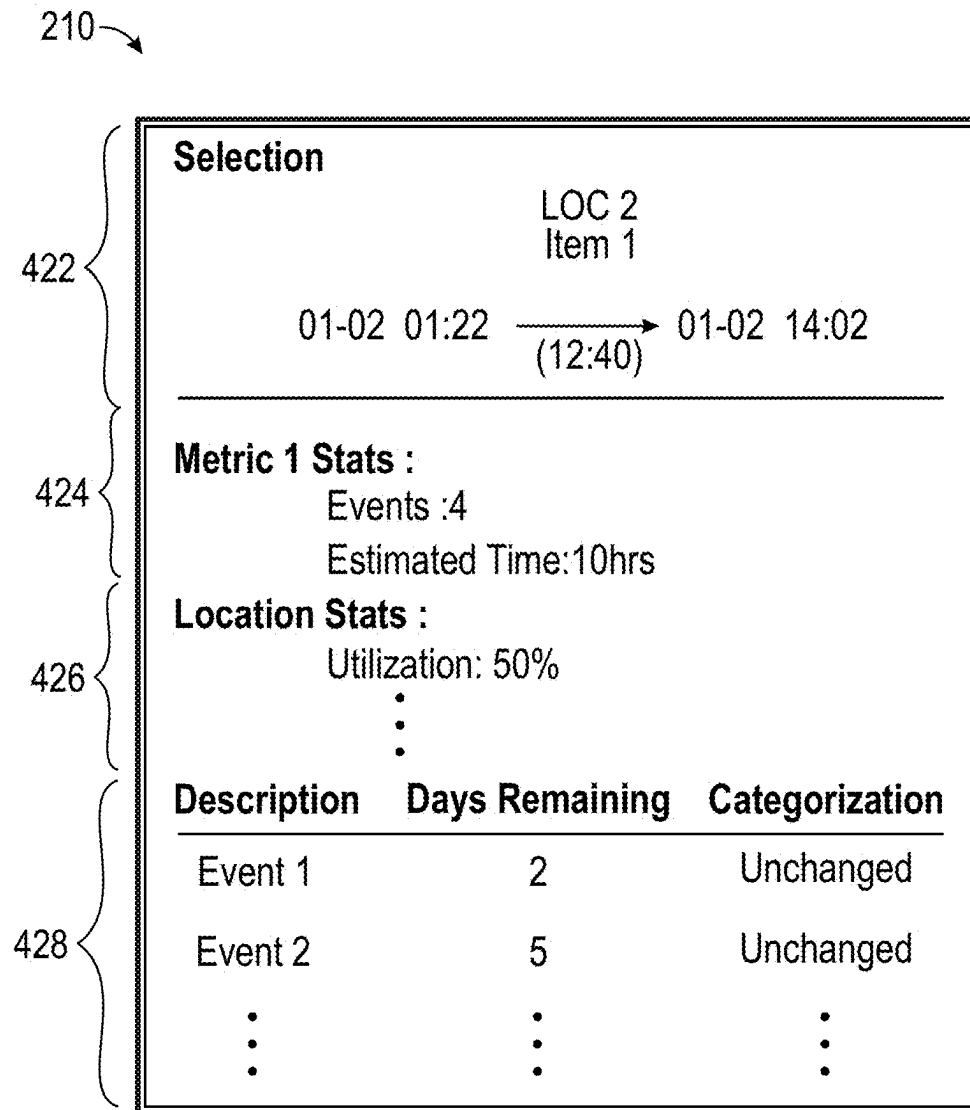 210
Selection
LOC 2
Item 1
422
01-02 01:22 01-02 14:02
(12:40)
Metric 1 Stats :
424
Events :4
Estimated Time:10hrs
Location Stats :
426
Utilization: 50%
Description Days Remaining Categorization
Event 1 2 Unchanged
428
Event 2 5 Unchanged